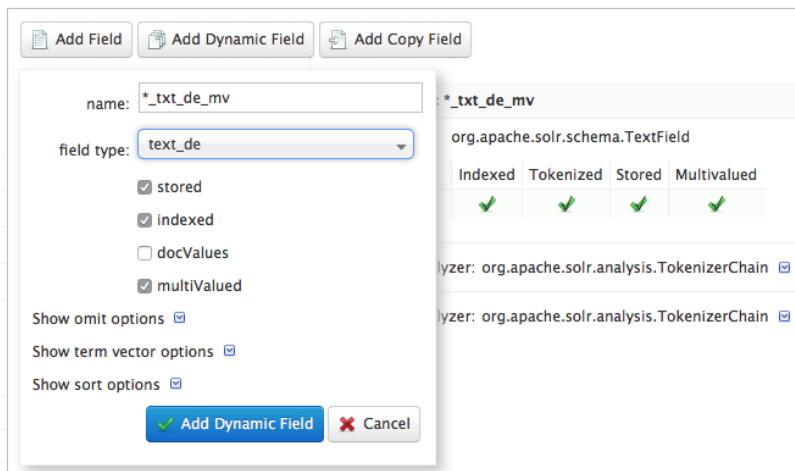 Add Field Add Dynamic Field Add Copy Field
name: *_txt_de_mv
field type: text_de
stored
indexed
docValues
multiValued
Show omit options
Show term vector options
Show sort options
Add Dynamic Field Cancel
: *_txt_de_mv
org.apache.solr.schema.TextField
Indexed Tokenized Stored Multivalued
lyzer: org.apache.solr.analysis.TokenizerChain
lyzer: org.apache.solr.analysis.TokenizerChain